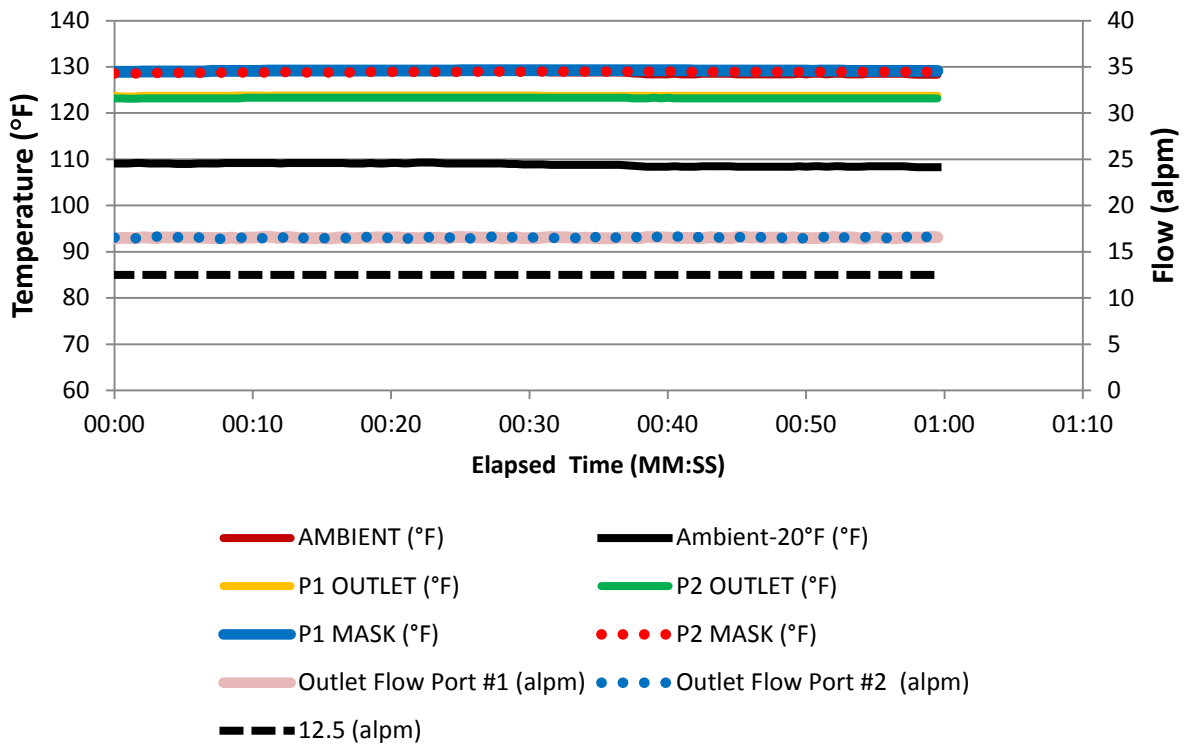 Temperature (°F)
140
130
120
110
100
90
80
70
60
40
35
30
25
20
15
10
5
0
Flow (alpm)
00:00 00:10 00:20 00:30 00:40 00:50 01:00 01:10
Elapsed Time (MM:SS)
AMBIENT (°F) Ambient-20°F (°F)
P1 OUTLET (°F) P2 OUTLET (°F)
P1 MASK (°F) P2 MASK (°F)
Outlet Flow Port #1 (alpm) Outlet Flow Port #2 (alpm)
12.5 (alpm)